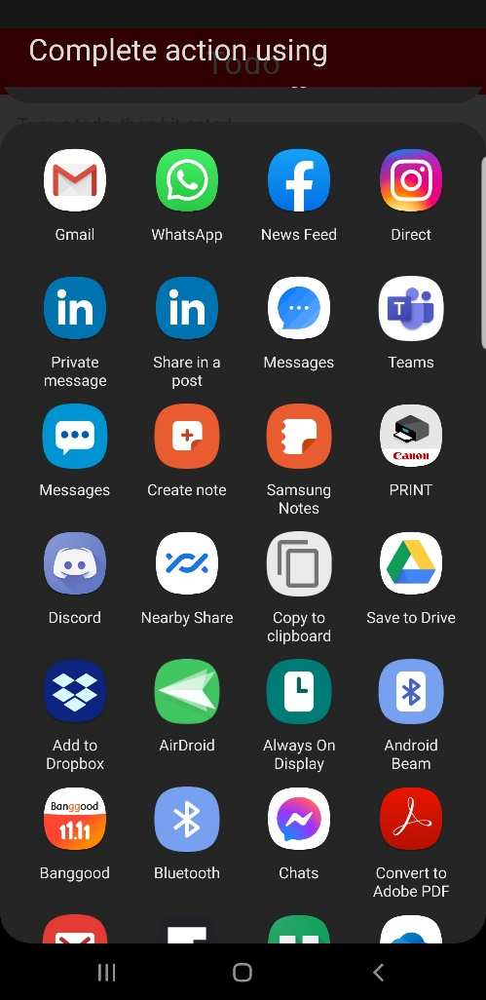 Complete action using
Todo
Type a todo, then hit enter!
Gmail
WhatsApp
News Feed
Direct
in
in
T
Private
message
Share in a
post
Messages
Teams
Canon
Messages
Create note
Samsung
Notes
PRINT
Discord
Nearby Share
Copy to
clipboard
Save to Drive
Add to
Dropbox
AirDroid
Always On
Display
Android
Beam
Banggood
11.11
Banggood
Bluetooth
Chats
Convert to
Adobe PDF